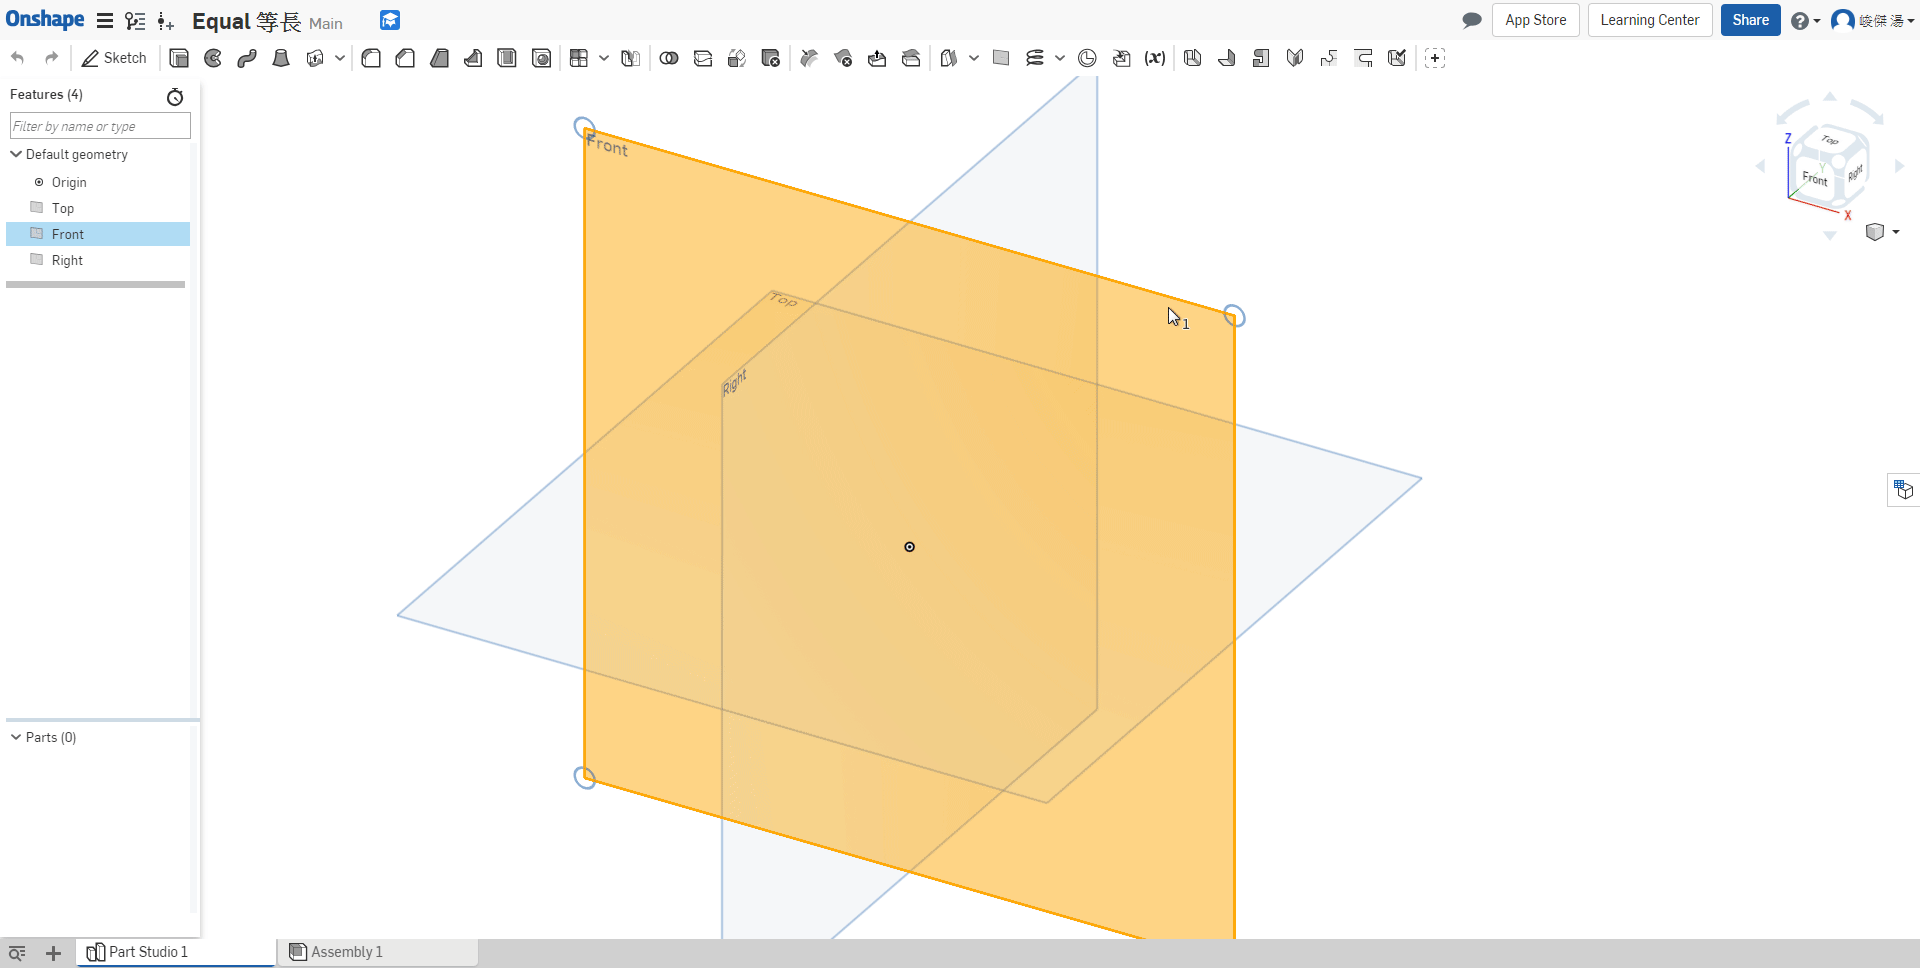 Onshape
Equal 等長 Main
App Store
Learning Center
Share
峻傑 湯
Sketch
(x)
Features (4)
Filter by name or type
Default geometry
Origin
Top
Front
Right
Parts (0)
Front
Top
Right
1
Top
Z
Y
Front
Right
X
Part Studio 1
Assembly 1